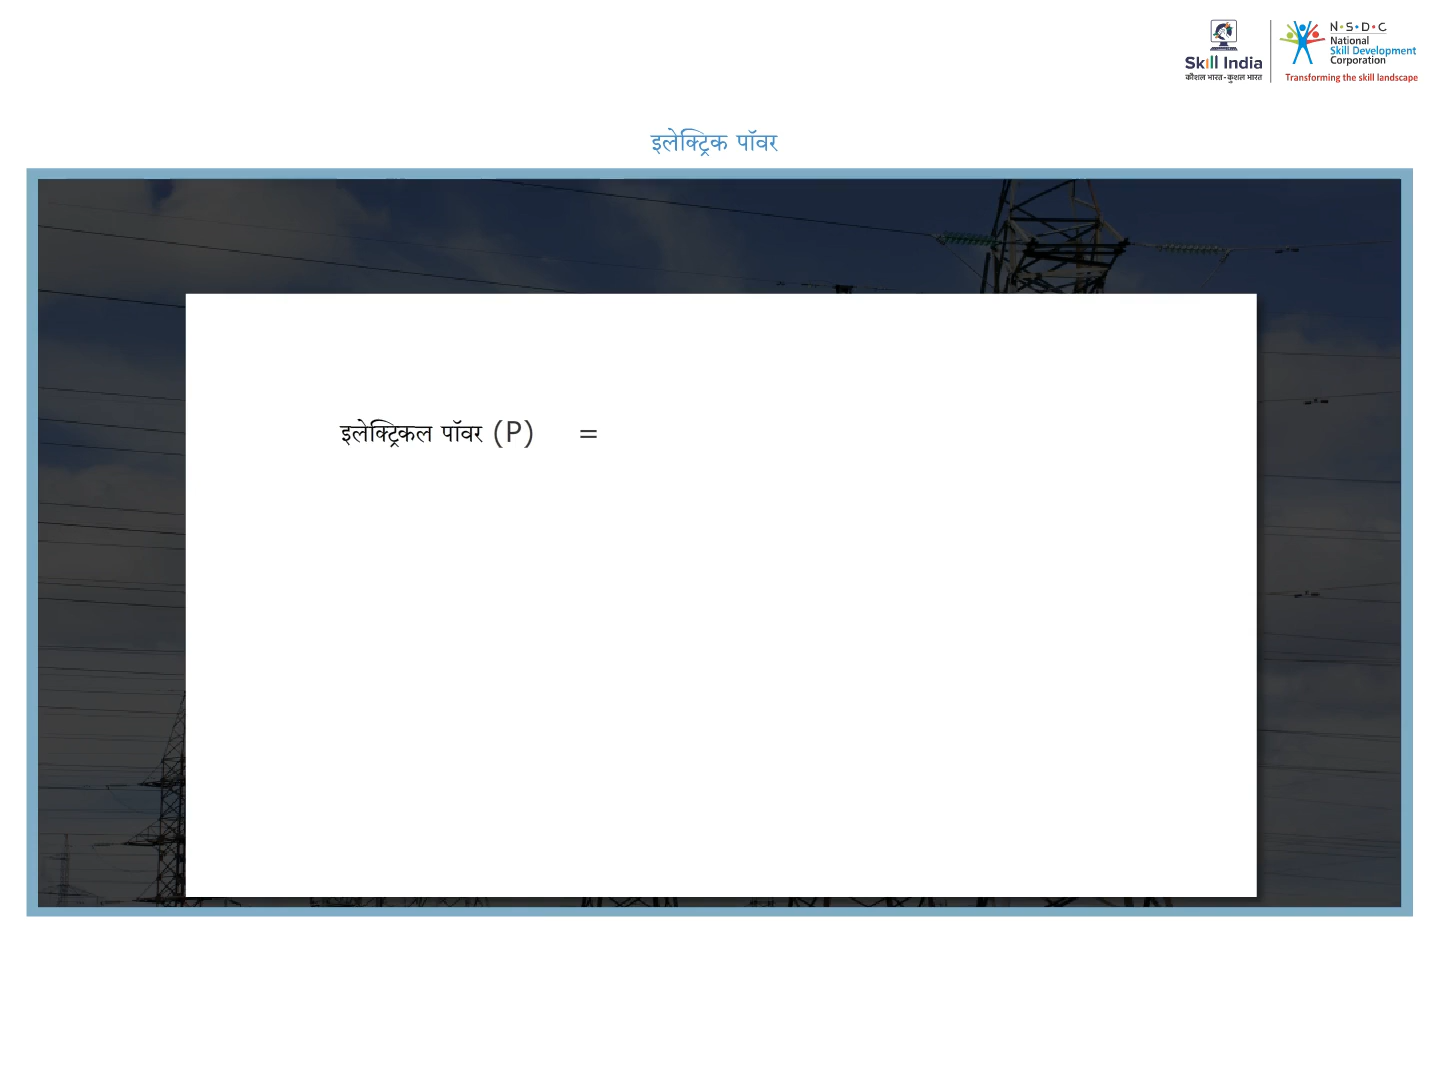 Skill India
कौशल भारत - कुशल भारत
N·S·D·C
National
Skill Development
Corporation
Transforming the skill landscape
इलेक्ट्रिक पॉवर
इलेक्ट्रिकल पॉवर (P) =